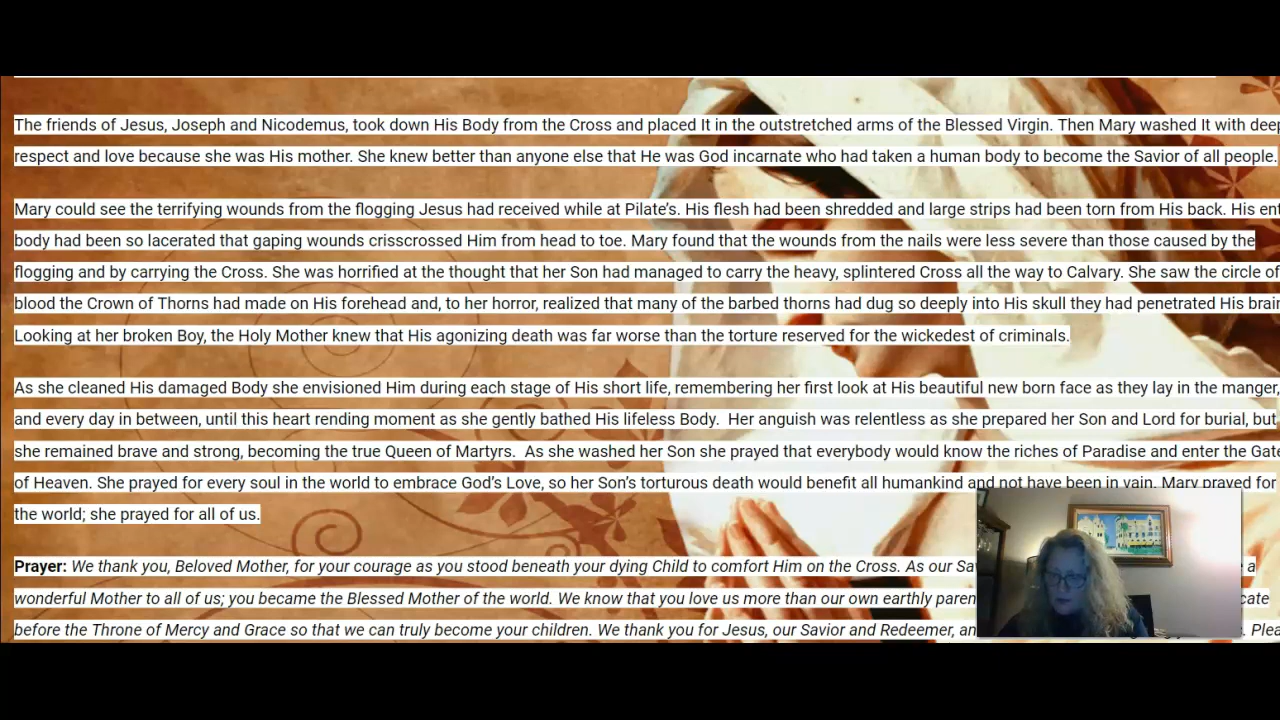 The friends of Jesus, Joseph and Nicodemus, took down His Body from the Cross and placed It in the outstretched arms of the Blessed Virgin. Then Mary washed It with
respect and love because she was His mother. She knew better than anyone else that He was God incarnate who had taken a human body to become the Savior of all people.
Mary could see the terrifying wounds from the flogging Jesus had received while at Pilate’s. His flesh had been shredded and large strips had been torn from His back. His
body had been so lacerated that gaping wounds crisscrossed Him from head to toe. Mary found that the wounds from the nails were less severe than those caused by the
flogging and by carrying the Cross. She was horrified at the thought that her Son had managed to carry the heavy, splintered Cross all the way to Calvary. She saw the circle of
blood the Crown of Thorns had made on His forehead and, to her horror, realized that many of the barbed thorns had dug so deeply into His skull they had penetrated His
Looking at her broken Boy, the Holy Mother knew that His agonizing death was far worse than the torture reserved for the wickedest of criminals.
As she cleaned His damaged Body she envisioned Him during each stage of His short life, remembering her first look at His beautiful new born face as they lay in the manger,
and every day in between, until this heart rending moment as she gently bathed His lifeless Body. Her anguish was relentless as she prepared her Son and Lord for burial, but
she remained brave and strong, becoming the true Queen of Martyrs. As she washed her Son she prayed that everybody would know the riches of Paradise and enter the
of Heaven. She prayed for every soul in the world to embrace God’s Love, so her Son’s torturous death would benefit all humankind and not have been in vain. Mary prayed for
the world; she prayed for all of us.
Prayer: We thank you, Beloved Mother, for your courage as you stood beneath your dying Child to comfort Him on the Cross. As our a
wonderful Mother to all of us; you became the Blessed Mother of the world. We know that you love us more than our own earthly
before the Throne of Mercy and Grace so that we can truly become your children. We thank you for Jesus, our Savior and Redeemer,